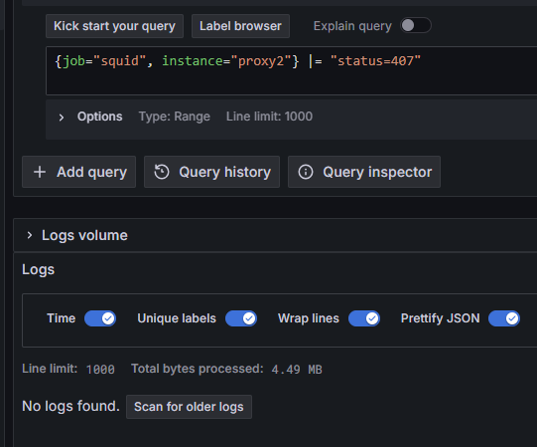 Kick start your query Label browser Explain query
{job="squid", instance="proxy2"} |= "status=407"
Options Type: Range Line limit: 1000
+ Add query Query history Query inspector
Logs volume
Logs
Time Unique labels Wrap lines Prettify JSON
Line limit: 1000 Total bytes processed: 4.49 MB
No logs found. Scan for older logs